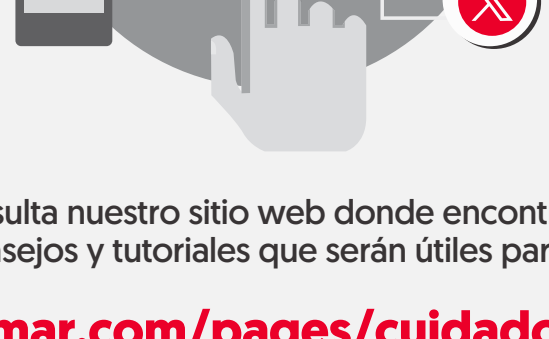 sulta nuestro sitio web donde encont
sejos y tutoriales que serán útiles par
mar.com/pages/cuidado